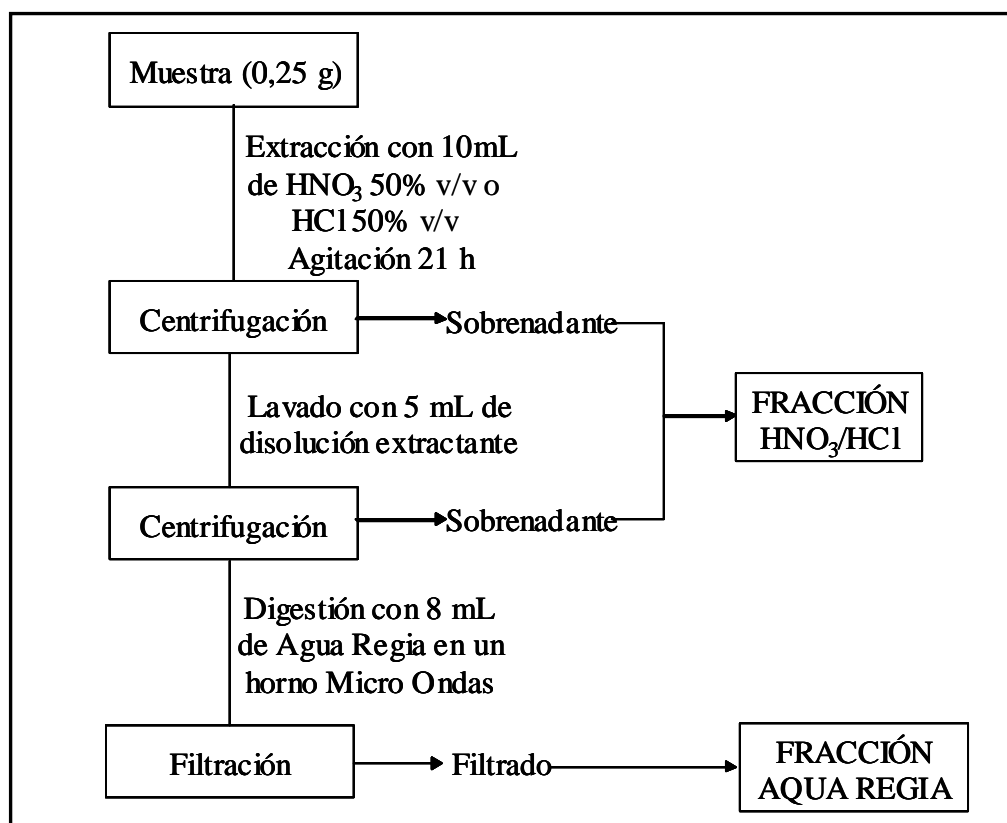 Muestra (0,25 g)
Extracción con 10mL
de HNO₃ 50% v/v o
HCl 50% v/v
Agitación 21 h
Centrifugación
Sobrenadante
Lavado con 5 mL de
disolución extractante
FRACCIÓN
HNO₃/HCl
Centrifugación
Sobrenadante
Digestión con 8 mL
de Agua Regia en un
horno Micro Ondas
Filtración
Filtrado
FRACCIÓN
AQUA REGIA